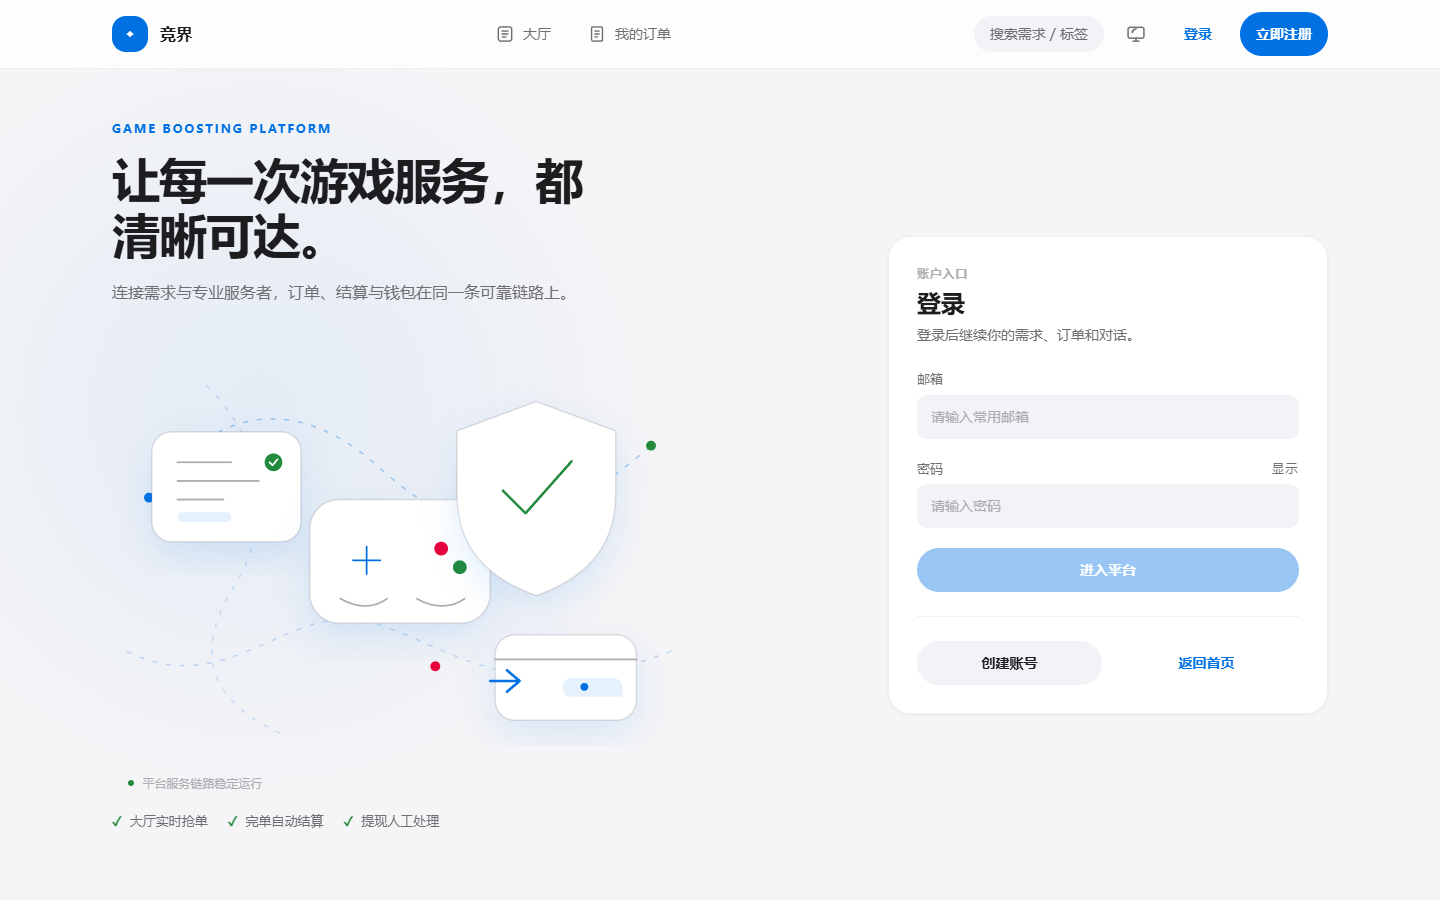 竞界
大厅
我的订单
搜索需求 / 标签
登录
立即注册
GAME BOOSTING PLATFORM
让每一次游戏服务，都
清晰可达。
连接需求与专业服务者，订单、结算与钱包在同一条可靠链路上。
平台服务链路稳定运行
大厅实时抢单
完单自动结算
提现人工处理
账户入口
登录
登录后继续你的需求、订单和对话。
邮箱
请输入常用邮箱
密码
显示
请输入密码
进入平台
创建账号
返回首页